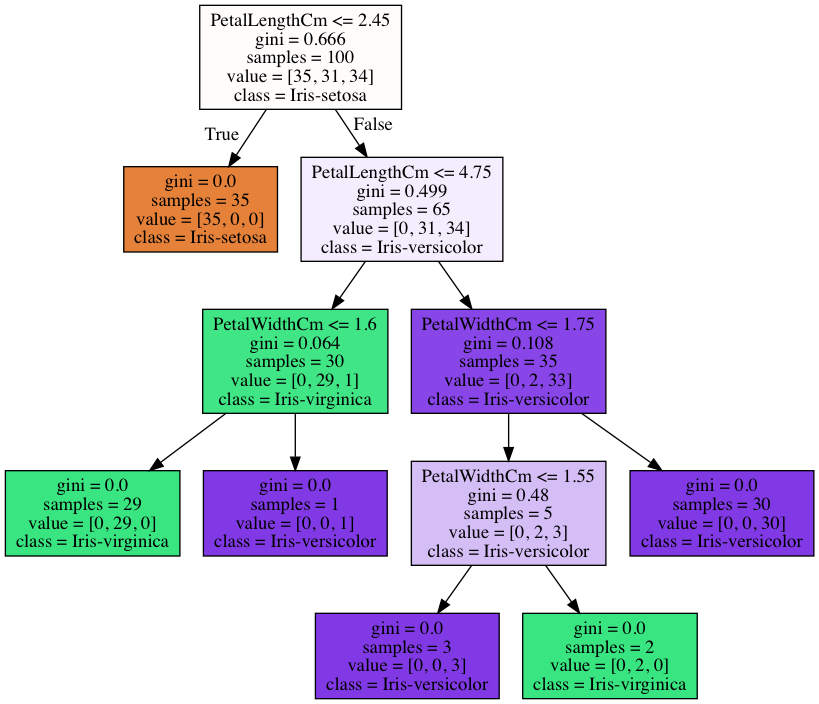 PetalLengthCm <= 2.45
gini = 0.666
samples = 100
value = [35, 31, 34]
class = Iris-setosa
True
False
gini = 0.0
samples = 35
value = [35, 0, 0]
class = Iris-setosa
PetalLengthCm <= 4.75
gini = 0.499
samples = 65
value = [0, 31, 34]
class = Iris-versicolor
PetalWidthCm <= 1.6
gini = 0.064
samples = 30
value = [0, 29, 1]
class = Iris-virginica
PetalWidthCm <= 1.75
gini = 0.108
samples = 35
value = [0, 2, 33]
class = Iris-versicolor
gini = 0.0
samples = 29
value = [0, 29, 0]
class = Iris-virginica
gini = 0.0
samples = 1
value = [0, 0, 1]
class = Iris-versicolor
PetalWidthCm <= 1.55
gini = 0.48
samples = 5
value = [0, 2, 3]
class = Iris-versicolor
gini = 0.0
samples = 30
value = [0, 0, 30]
class = Iris-versicolor
gini = 0.0
samples = 3
value = [0, 0, 3]
class = Iris-versicolor
gini = 0.0
samples = 2
value = [0, 2, 0]
class = Iris-virginica